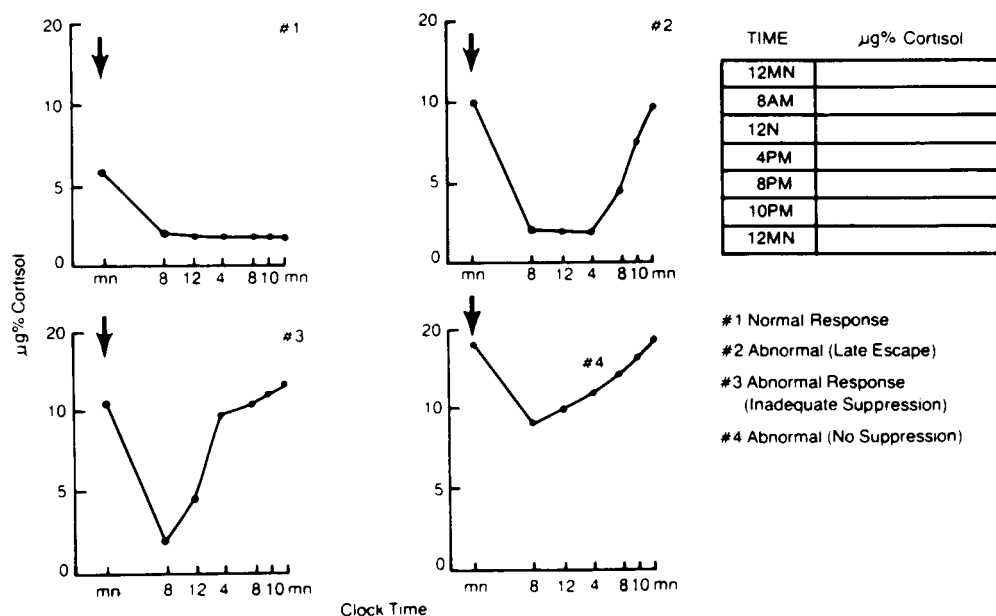 20
#1
10
5
0
mn 8 12 4 8 10 mn
20
#2
10
5
0
mn 8 12 4 8 10 mn
µg% Cortisol
20
#3
10
5
0
mn 8 12 4 8 10 mn
20
#4
10
5
0
mn 8 12 4 8 10 mn
Clock Time
TIME µg% Cortisol
12MN
8AM
12N
4PM
8PM
10PM
12MN
#1 Normal Response
#2 Abnormal (Late Escape)
#3 Abnormal Response
(Inadequate Suppression)
#4 Abnormal (No Suppression)